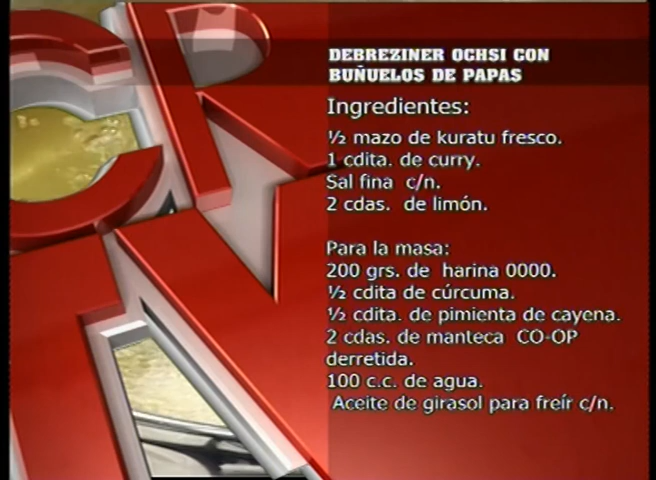 DEBREZINER OCHSI CON
BUÑUELOS DE PAPAS
Ingredientes:
½ mazo de kuratu fresco.
1 cdita. de curry.
Sal fina c/n.
2 cdas. de limón.
Para la masa:
200 grs. de harina 0000.
½ cdita de cúrcuma.
½ cdita. de pimienta de cayena.
2 cdas. de manteca CO-OP
derretida.
100 c.c. de agua.
Aceite de girasol para freír c/n.